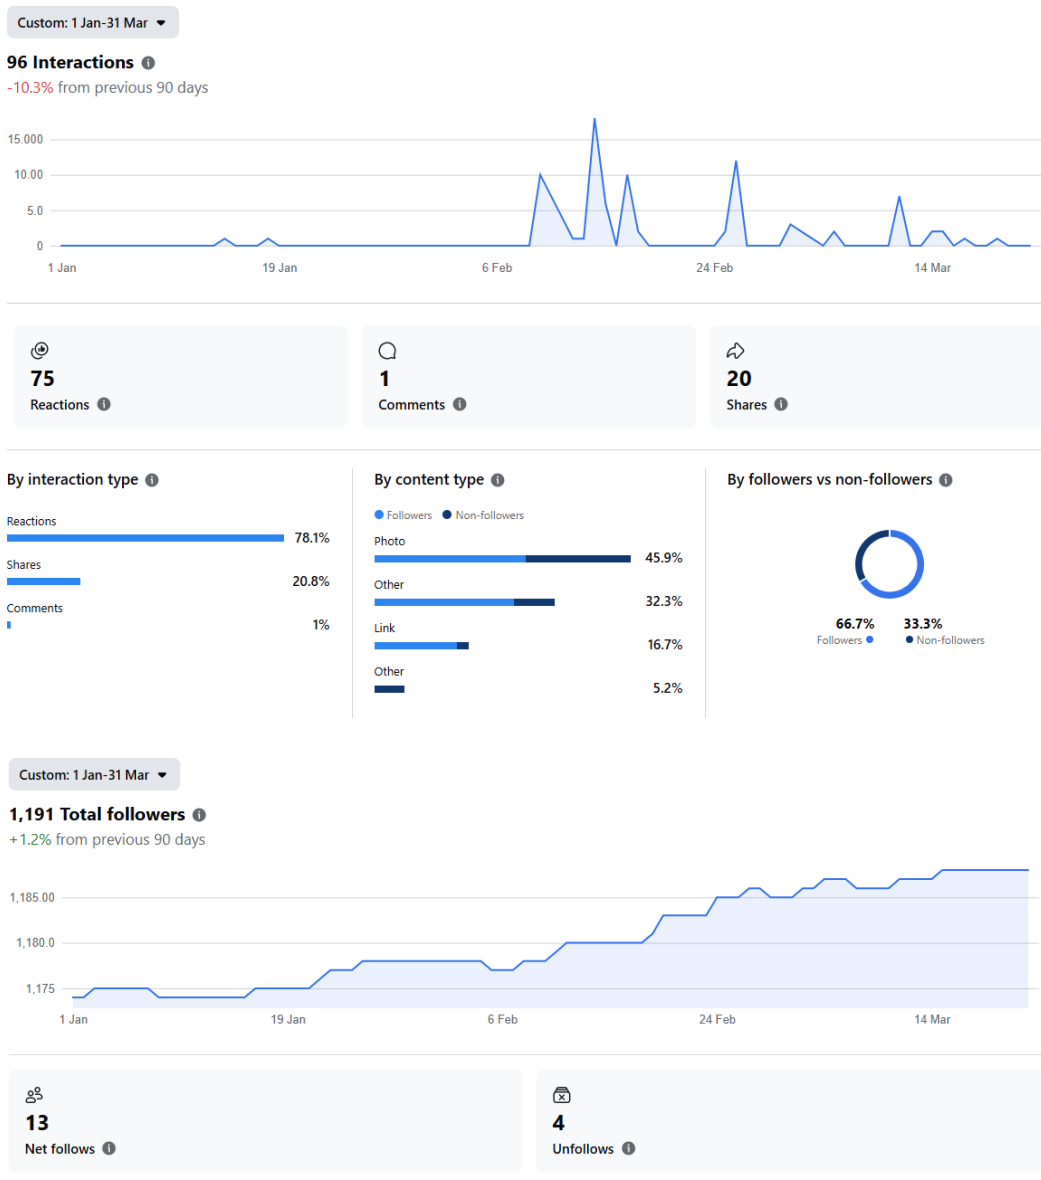 Custom: 1 Jan-31 Mar
96 Interactions
-10.3% from previous 90 days
15.000
10.00
5.0
0
1 Jan 19 Jan 6 Feb 24 Feb 14 Mar
75
Reactions
1
Comments
20
Shares
By interaction type
Reactions
78.1%
Shares
20.8%
Comments
1%
By content type
Followers Non-followers
Photo
45.9%
Other
32.3%
Link
16.7%
Other
5.2%
By followers vs non-followers
66.7% 33.3%
Followers Non-followers
Custom: 1 Jan-31 Mar
1,191 Total followers
+1.2% from previous 90 days
1,185.00
1,180.0
1,175
1 Jan 19 Jan 6 Feb 24 Feb 14 Mar
13
Net follows
4
Unfollows